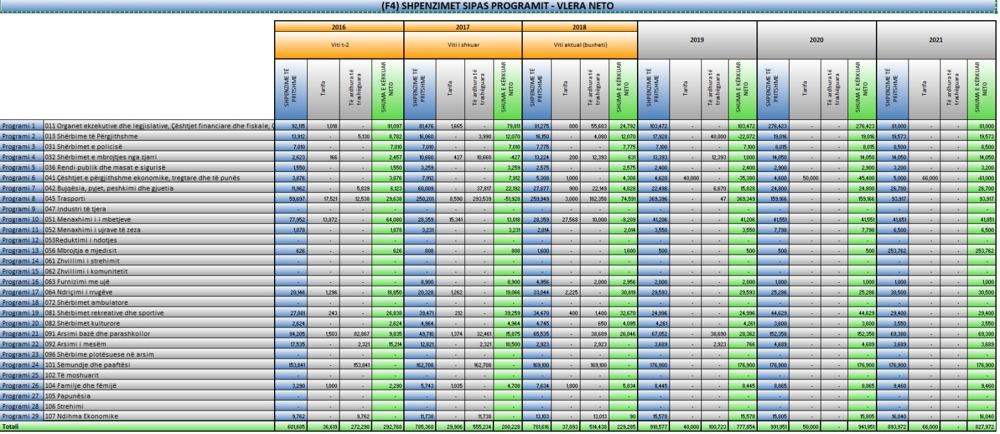 (F4) SHPENZIMET SIPAS PROGRAMIT - VLERA NETO
2016 2017 2018 2019 2020 2021
Viti t-2 Viti i shkuar Viti aktual (buxheti)
SHPENZIME TË PRITSHME Tarifa Të ardhura të trashëguara SHUMA E KËRKUAR NETO SHPENZIME TË PRITSHME Tarifa Të ardhura të trashëguara SHUMA E KËRKUAR NETO SHPENZIME TË PRITSHME Tarifa Të ardhura të trashëguara SHUMA E KËRKUAR NETO SHPENZIME TË PRITSHME Tarifa Të ardhura të trashëguara SHUMA E KËRKUAR NETO SHPENZIME TË PRITSHME Tarifa Të ardhura të trashëguara SHUMA E KËRKUAR NETO SHPENZIME TË PRITSHME Tarifa Të ardhura të trashëguara SHUMA E KËRKUAR NETO
Programi 1 011 Organet ekzekutive dhe legjislative, Çështjet financiare dhe fiskale, Ç 92,115 1,018 - 91,097 81,476 1,665 - 79,811 81,275 800 55,683 24,792 103,472 - - 103,472 276,423 - - 276,423 81,000 - - 81,000
Programi 2 013 Shërbime të Përgjithshme 13,912 - 5,130 8,782 16,060 - 3,990 12,070 16,150 - 4,080 12,070 17,928 - 40,000 -22,072 19,016 - - 19,016 19,573 - - 19,573
Programi 3 031 Shërbimet e policisë 7,010 - - 7,010 7,010 - - 7,010 7,775 - - 7,775 7,100 - - 7,100 8,015 - - 8,015 8,500 - - 8,500
Programi 4 032 Shërbimet e mbrojtjes nga zjarri 2,623 166 - 2,457 10,660 427 10,660 -427 13,224 200 12,393 631 13,393 - 12,393 1,000 14,050 - - 14,050 14,050 - - 14,050
Programi 5 036 Rendi publik dhe masat e sigurisë 1,550 - - 1,550 3,259 - - 3,259 2,575 - - 2,575 2,400 - - 2,400 2,900 - - 2,900 3,200 - - 3,200
Programi 6 041 Çështjet e përgjithshme ekonomike, tregtare dhe të punës 3,876 - - 3,876 7,912 - - 7,912 5,308 1,000 - 4,308 4,620 40,000 - -35,380 4,600 50,000 - -45,400 5,000 66,000 - -61,000
Programi 7 042 Bujqësia, pyjet, peshkimi dhe gjuetia 11,962 - 5,839 6,123 60,009 - 37,817 22,192 27,877 900 22,149 4,828 22,498 - 6,670 15,828 24,800 - - 24,800 26,700 - - 26,700
Programi 8 045 Trasporti 59,697 17,521 12,538 29,638 250,201 8,590 293,539 -51,928 259,949 3,000 182,358 74,591 369,396 - 47 369,349 159,166 - - 159,166 93,917 - - 93,917
Programi 9 047 Industri të tjera - - - - - - - - - - - - - - - - - - - - - - - -
Programi 10 051 Menaxhimi i i mbetjeve 77,952 13,872 - 64,080 28,359 15,341 - 13,018 28,359 27,568 10,000 -9,209 41,206 - - 41,206 41,551 - - 41,551 41,851 - - 41,851
Programi 11 052 Menaxhimi i ujrave të zeza 1,878 - - 1,878 3,231 - - 3,231 2,014 - - 2,014 3,550 - - 3,550 7,798 - - 7,798 6,500 - - 6,500
Programi 12 053Reduktimi i ndotjes - - - - - - - - - - - - - - - - - - - - - - - -
Programi 13 056 Mbrojtja e mjedisit 626 - - 626 808 - - 808 1,600 - - 1,600 500 - - 500 500 - - 500 253,762 - - 253,762
Programi 14 061 Zhvillimi i strehimit - - - - - - - - - - - - - - - - - - - - - - - -
Programi 15 062 Zhvillimi i komunitetit - - - - - - - - - - - - - - - - - - - - - - - -
Programi 16 063 Furnizimi me ujë - - - - 8,900 - - 8,900 4,956 - 2,000 2,956 2,000 - - 2,000 1,000 - - 1,000 1,000 - - 1,000
Programi 17 064 Ndriçimi i rrugëve 20,146 1,296 - 18,850 20,328 1,262 - 19,066 33,044 2,225 - 30,819 29,593 - - 29,593 25,286 - - 25,286 30,500 - - 30,500
Programi 18 072 Shërbimet ambulatore - - - - - - - - - - - - - - - - - - - - - - - -
Programi 19 081 Shërbimet rekreative dhe sportive 27,081 243 - 26,838 39,471 212 - 39,259 34,470 400 1,400 32,670 24,996 - - 24,996 44,629 - - 44,629 29,400 - - 29,400
Programi 20 082 Shërbimet kulturore 2,624 - - 2,624 4,964 - - 4,964 4,745 - 650 4,095 4,261 - - 4,261 3,600 - - 3,600 3,550 - - 3,550
Programi 21 091 Arsimi bazë dhe parashkollor 94,205 1,503 82,867 9,835 49,710 1,374 32,461 15,875 65,535 - 38,689 26,846 67,052 - 38,690 28,362 152,358 - - 152,358 69,380 - - 69,380
Programi 22 092 Arsimi i mesëm 17,535 - 2,321 15,214 12,821 - 2,321 10,500 2,923 - 2,923 - 3,689 - 2,923 766 4,689 - - 4,689 3,689 - - 3,689
Programi 23 096 Shërbime plotësuese në arsim - - - - - - - - - - - - - - - - - - - - - - - -
Programi 24 101 Sëmundje dhe paaftësi 153,841 - 153,841 - 162,708 - 162,708 - 169,100 - 169,100 - 176,900 - - 176,900 176,900 - - 176,900 176,900 - - 176,900
Programi 25 102 Të moshuarit - - - - - - - - - - - - - - - - - - - - - - - -
Programi 26 104 Familje dhe fëmijë 3,290 1,000 - 2,290 5,743 1,035 - 4,708 7,634 1,800 - 5,834 8,445 - - 8,445 8,865 - - 8,865 9,460 - - 9,460
Programi 27 105 Papunësia - - - - - - - - - - - - - - - - - - - - - - - -
Programi 28 106 Strehimi - - - - - - - - - - - - - - - - - - - - - - - -
Programi 29 107 Ndihma Ekonomike 9,762 - 9,762 - 11,738 - 11,738 - 13,103 - 13,013 90 15,578 - - 15,578 15,805 - - 15,805 16,040 - - 16,040
Totali 601,685 36,619 272,298 292,768 785,368 29,906 555,234 200,228 781,616 37,893 514,438 229,285 918,577 40,000 100,723 777,854 991,951 50,000 - 941,951 893,972 66,000 - 827,972